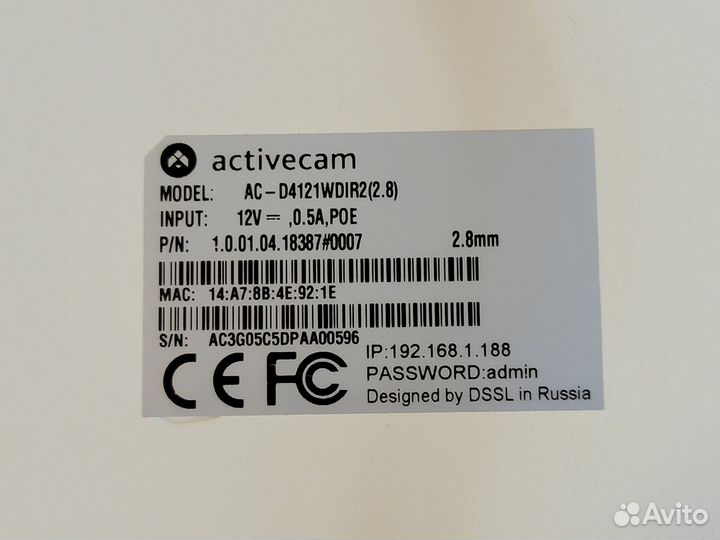 activecam
MODEL: AC-D4121WDIR2(2.8)
INPUT: 12V⎓,0.5A,POE
P/N: 1.0.01.04.18387#0007 2.8mm
MAC: 14:A7:8B:4E:92:1E
S/N: AC3G05C5DPAA00596
CE FC
IP:192.168.1.188
PASSWORD:admin
Designed by DSSL in Russia
Avito